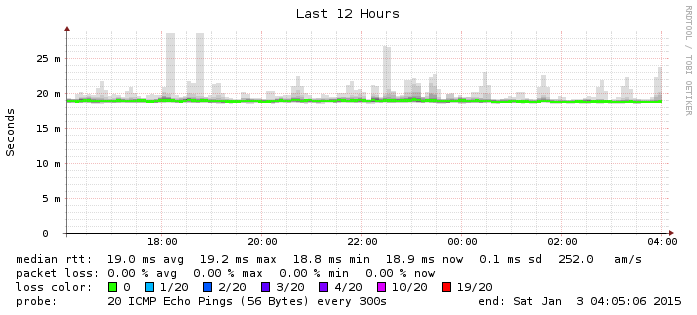 Last 12 Hours
RRDTOOL / TOBI OETIKER
Seconds
25 m
20 m
15 m
10 m
5 m
0
18:00 20:00 22:00 00:00 02:00 04:00
median rtt: 19.0 ms avg 19.2 ms max 18.8 ms min 18.9 ms now 0.1 ms sd 252.0 am/s
packet loss: 0.00 % avg 0.00 % max 0.00 % min 0.00 % now
loss color: 0 1/20 2/20 3/20 4/20 10/20 19/20
probe: 20 ICMP Echo Pings (56 Bytes) every 300s end: Sat Jan 3 04:05:06 2015